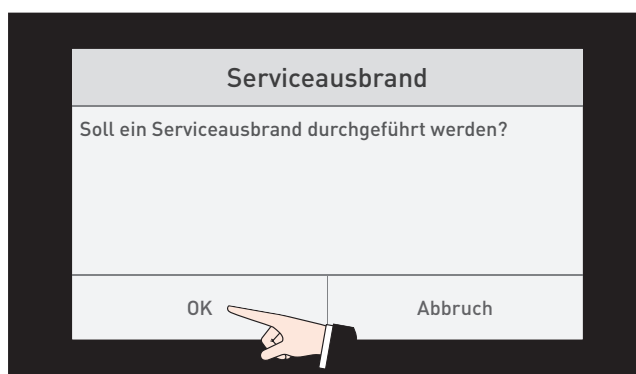 Serviceausbrand
Soll ein Serviceausbrand durchgeführt werden?
OK
Abbruch